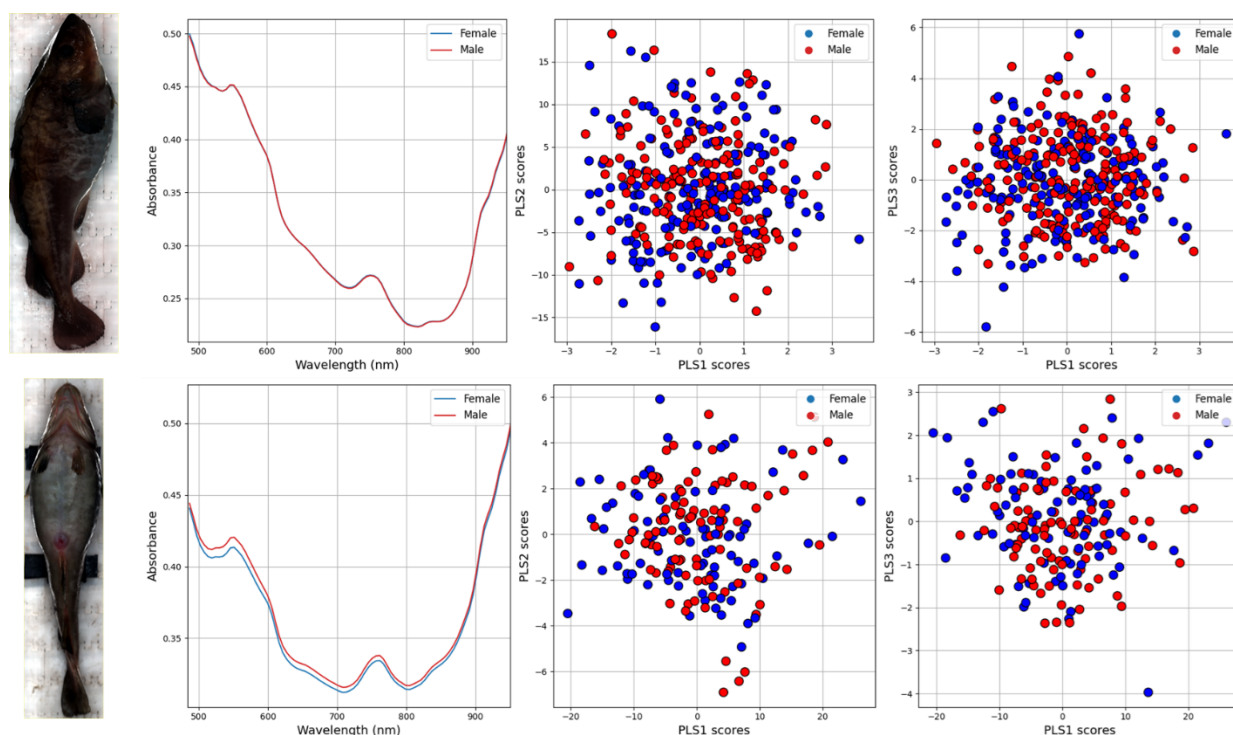 0.50
0.45
0.40
0.35
0.30
0.25
Absorbance
500 600 700 800 900
Wavelength (nm)
Female
Male
15
10
5
0
−5
−10
−15
PLS2 scores
−3 −2 −1 0 1 2 3
PLS1 scores
Female
Male
6
4
2
0
−2
−4
−6
PLS3 scores
−3 −2 −1 0 1 2 3
PLS1 scores
Female
Male
0.50
0.45
0.40
0.35
Absorbance
500 600 700 800 900
Wavelength (nm)
Female
Male
6
4
2
0
−2
−4
−6
PLS2 scores
−20 −10 0 10 20
PLS1 scores
Female
Male
3
2
1
0
−1
−2
−3
−4
PLS3 scores
−20 −10 0 10 20
PLS1 scores
Female
Male